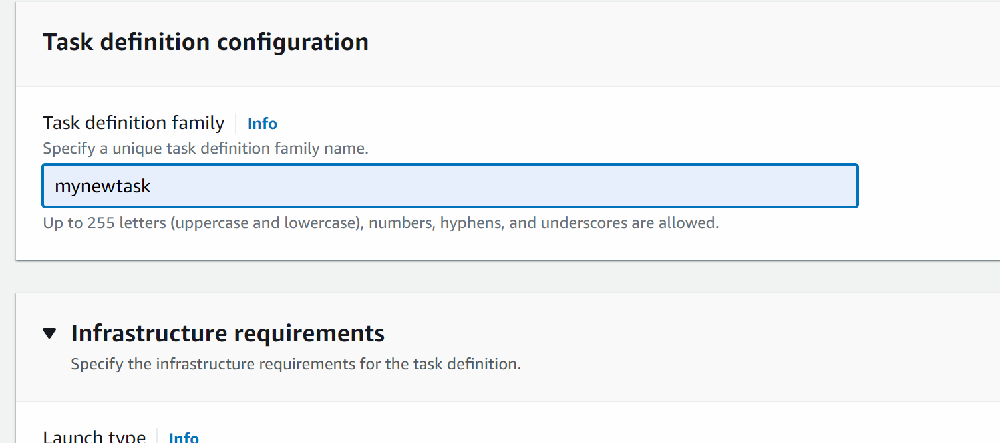 Task definition configuration
Task definition family Info
Specify a unique task definition family name.
mynewtask
Up to 255 letters (uppercase and lowercase), numbers, hyphens, and underscores are allowed.
Infrastructure requirements
Specify the infrastructure requirements for the task definition.
Launch type Info